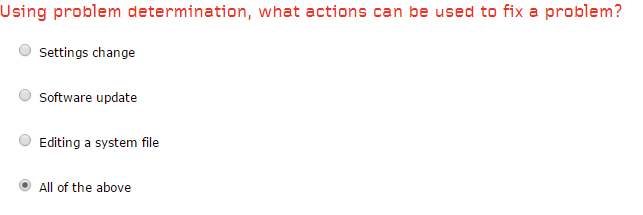 Using problem determination, what actions can be used to fix a problem?
Settings change
Software update
Editing a system file
All of the above